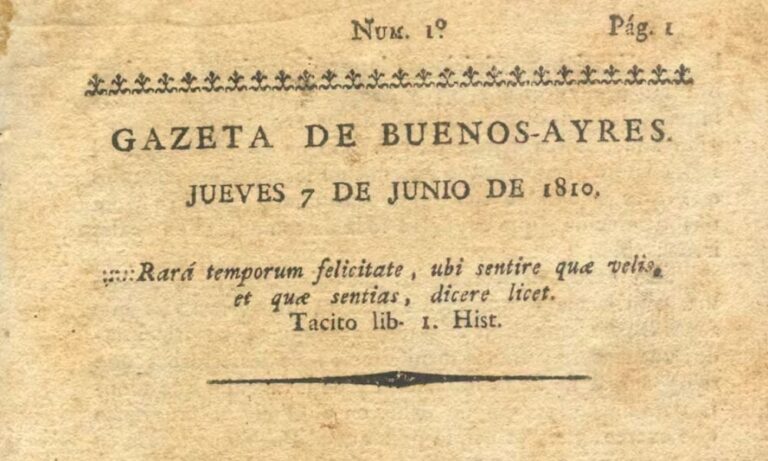 Num. 1º Pág. 1
GAZETA DE BUENOS-AYRES.
JUEVES 7 DE JUNIO DE 1810.
::::::Rará temporum felicitate, ubi sentire quæ velis,
et quæ sentias, dicere licet.
Tacito lib- 1. Hist.